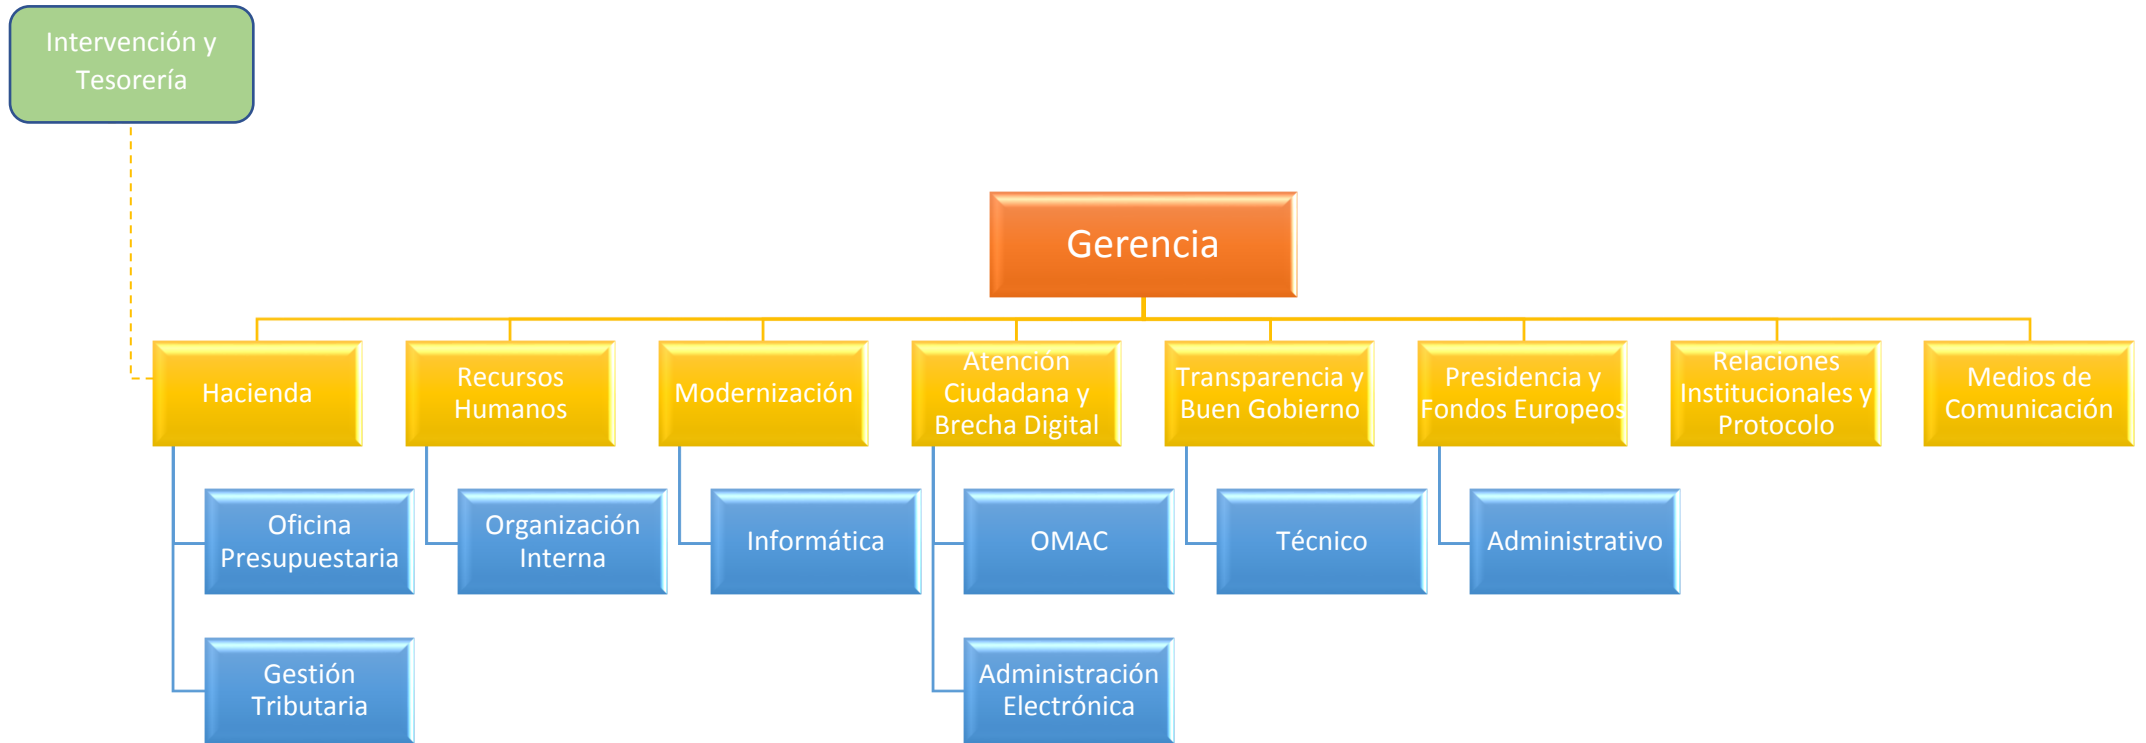 Intervención y
Tesorería
Gerencia
Hacienda
Recursos
Humanos
Modernización
Atención
Ciudadana y
Brecha Digital
Transparencia y
Buen Gobierno
Presidencia y
Fondos Europeos
Relaciones
Institucionales y
Protocolo
Medios de
Comunicación
Oficina
Presupuestaria
Organización
Interna
Informática
OMAC
Técnico
Administrativo
Gestión
Tributaria
Administración
Electrónica